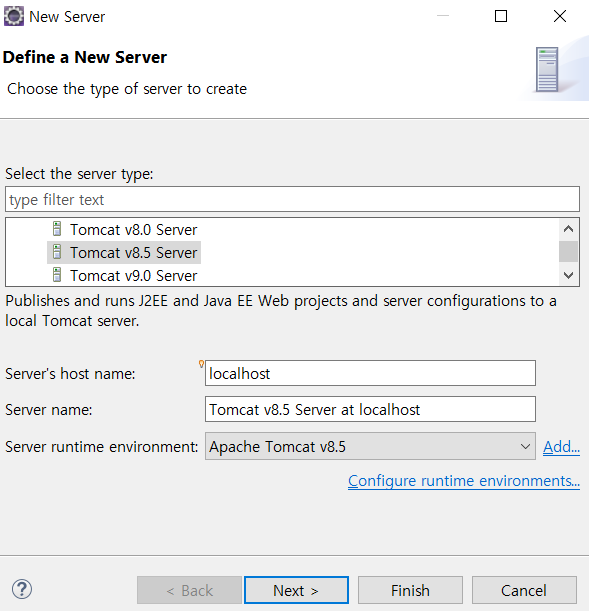 New Server
Define a New Server
Choose the type of server to create
Select the server type:
type filter text
Tomcat v8.0 Server
Tomcat v8.5 Server
Tomcat v9.0 Server
Publishes and runs J2EE and Java EE Web projects and server configurations to a
local Tomcat server.
Server's host name: localhost
Server name: Tomcat v8.5 Server at localhost
Server runtime environment: Apache Tomcat v8.5 Add...
Configure runtime environments...
? < Back Next > Finish Cancel